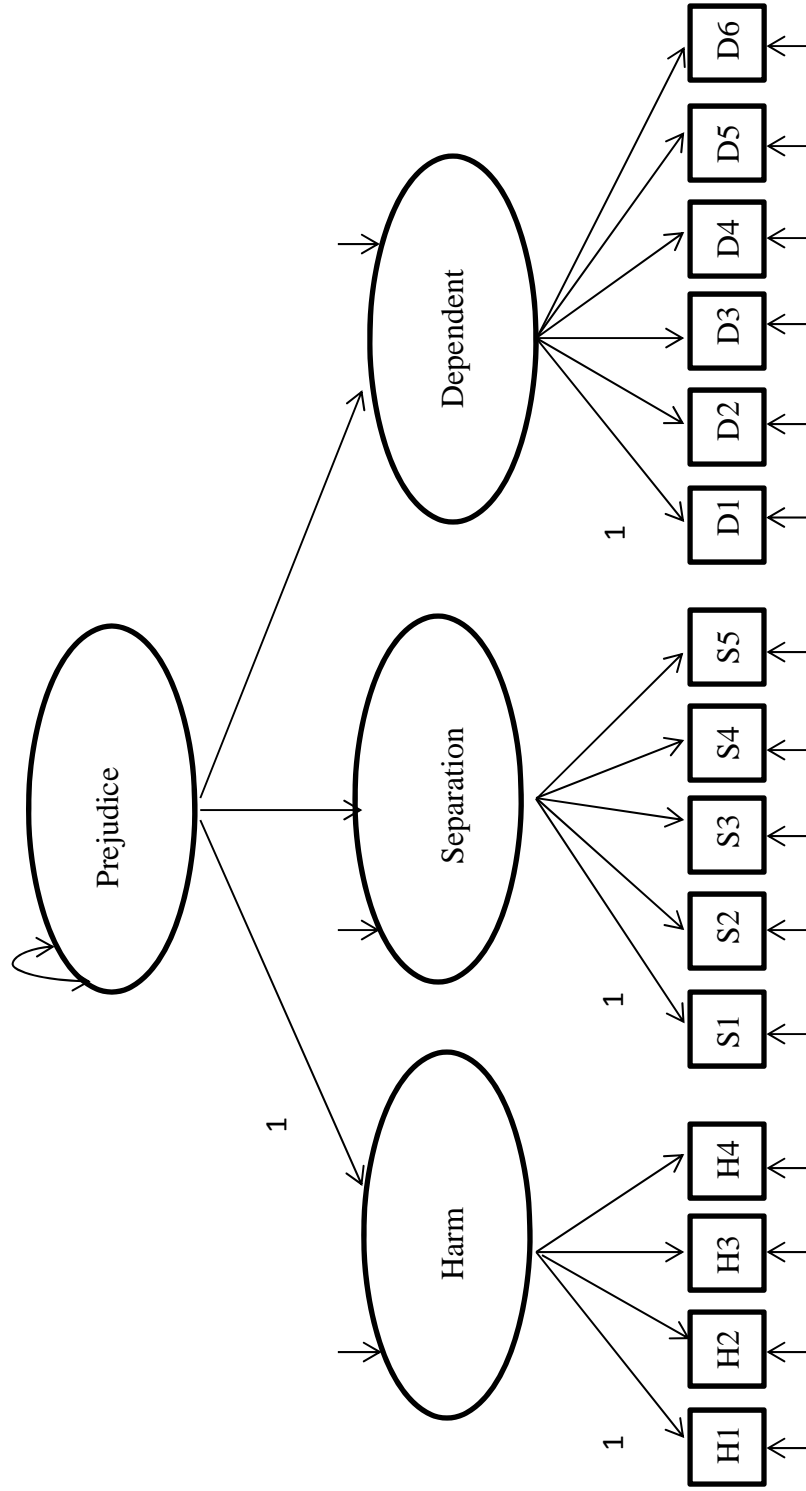 Prejudice
1
Harm
Separation
Dependent
1
1
1
H1
H2
H3
H4
S1
S2
S3
S4
S5
D1
D2
D3
D4
D5
D6